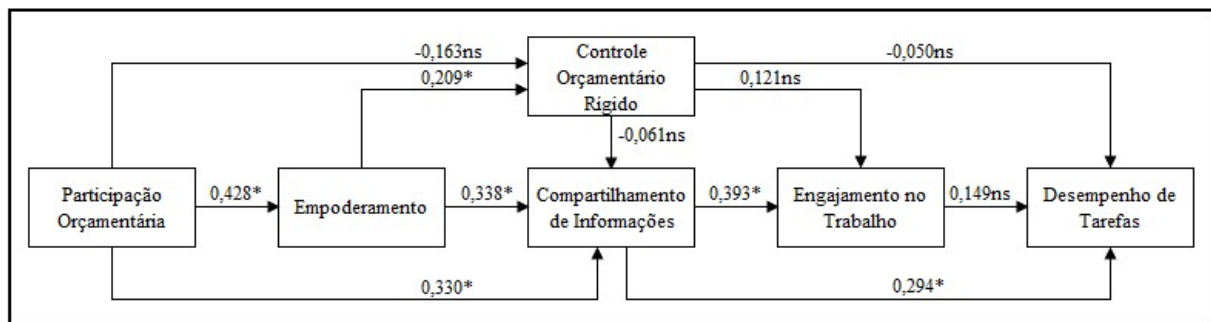 -0,163ns
Controle
Orçamentário
Rígido
-0,050ns
0,209*
0,121ns
-0,061ns
Participação
Orçamentária
0,428*
Empoderamento
0,338*
Compartilhamento
de Informações
0,393*
Engajamento no
Trabalho
0,149ns
Desempenho de
Tarefas
0,330*
0,294*